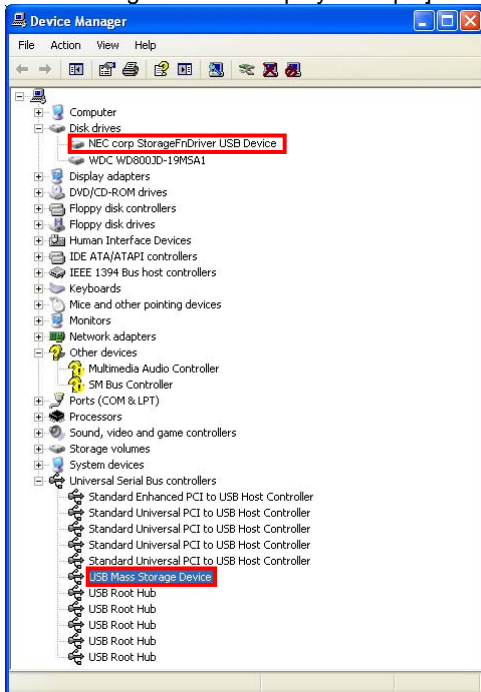 Device Manager
File Action View Help
Computer
Disk drives
NEC corp StorageFnDriver USB Device
WDC WD800JD-19MSA1
Display adapters
DVD/CD-ROM drives
Floppy disk controllers
Floppy disk drives
Human Interface Devices
IDE ATA/ATAPI controllers
IEEE 1394 Bus host controllers
Keyboards
Mice and other pointing devices
Monitors
Network adapters
Other devices
Multimedia Audio Controller
SM Bus Controller
Ports (COM & LPT)
Processors
Sound, video and game controllers
Storage volumes
System devices
Universal Serial Bus controllers
Standard Enhanced PCI to USB Host Controller
Standard Universal PCI to USB Host Controller
Standard Universal PCI to USB Host Controller
Standard Universal PCI to USB Host Controller
Standard Universal PCI to USB Host Controller
USB Mass Storage Device
USB Root Hub
USB Root Hub
USB Root Hub
USB Root Hub
USB Root Hub